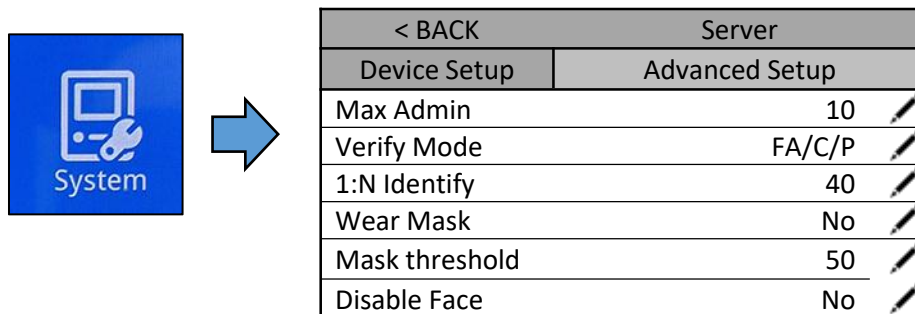 System
< BACK Server
Device Setup Advanced Setup
Max Admin 10
Verify Mode FA/C/P
1:N Identify 40
Wear Mask No
Mask threshold 50
Disable Face No